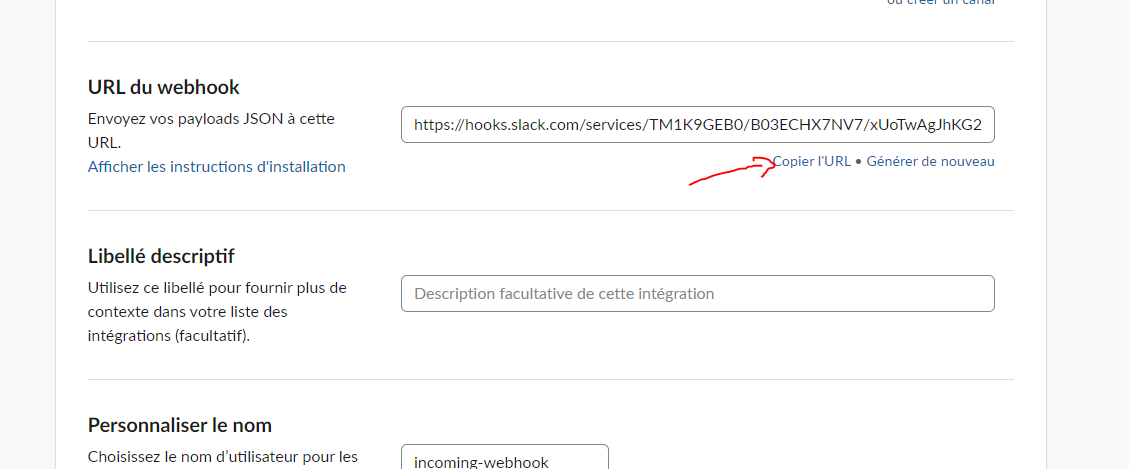 ou créer un canal
URL du webhook
Envoyez vos payloads JSON à cette
URL.
Afficher les instructions d'installation
https://hooks.slack.com/services/TM1K9GEB0/B03ECHX7NV7/xUoTwAgJhKG2
Copier l'URL • Générer de nouveau
Libellé descriptif
Utilisez ce libellé pour fournir plus de
contexte dans votre liste des
intégrations (facultatif).
Description facultative de cette intégration
Personnaliser le nom
Choisissez le nom d’utilisateur pour les
incoming-webhook